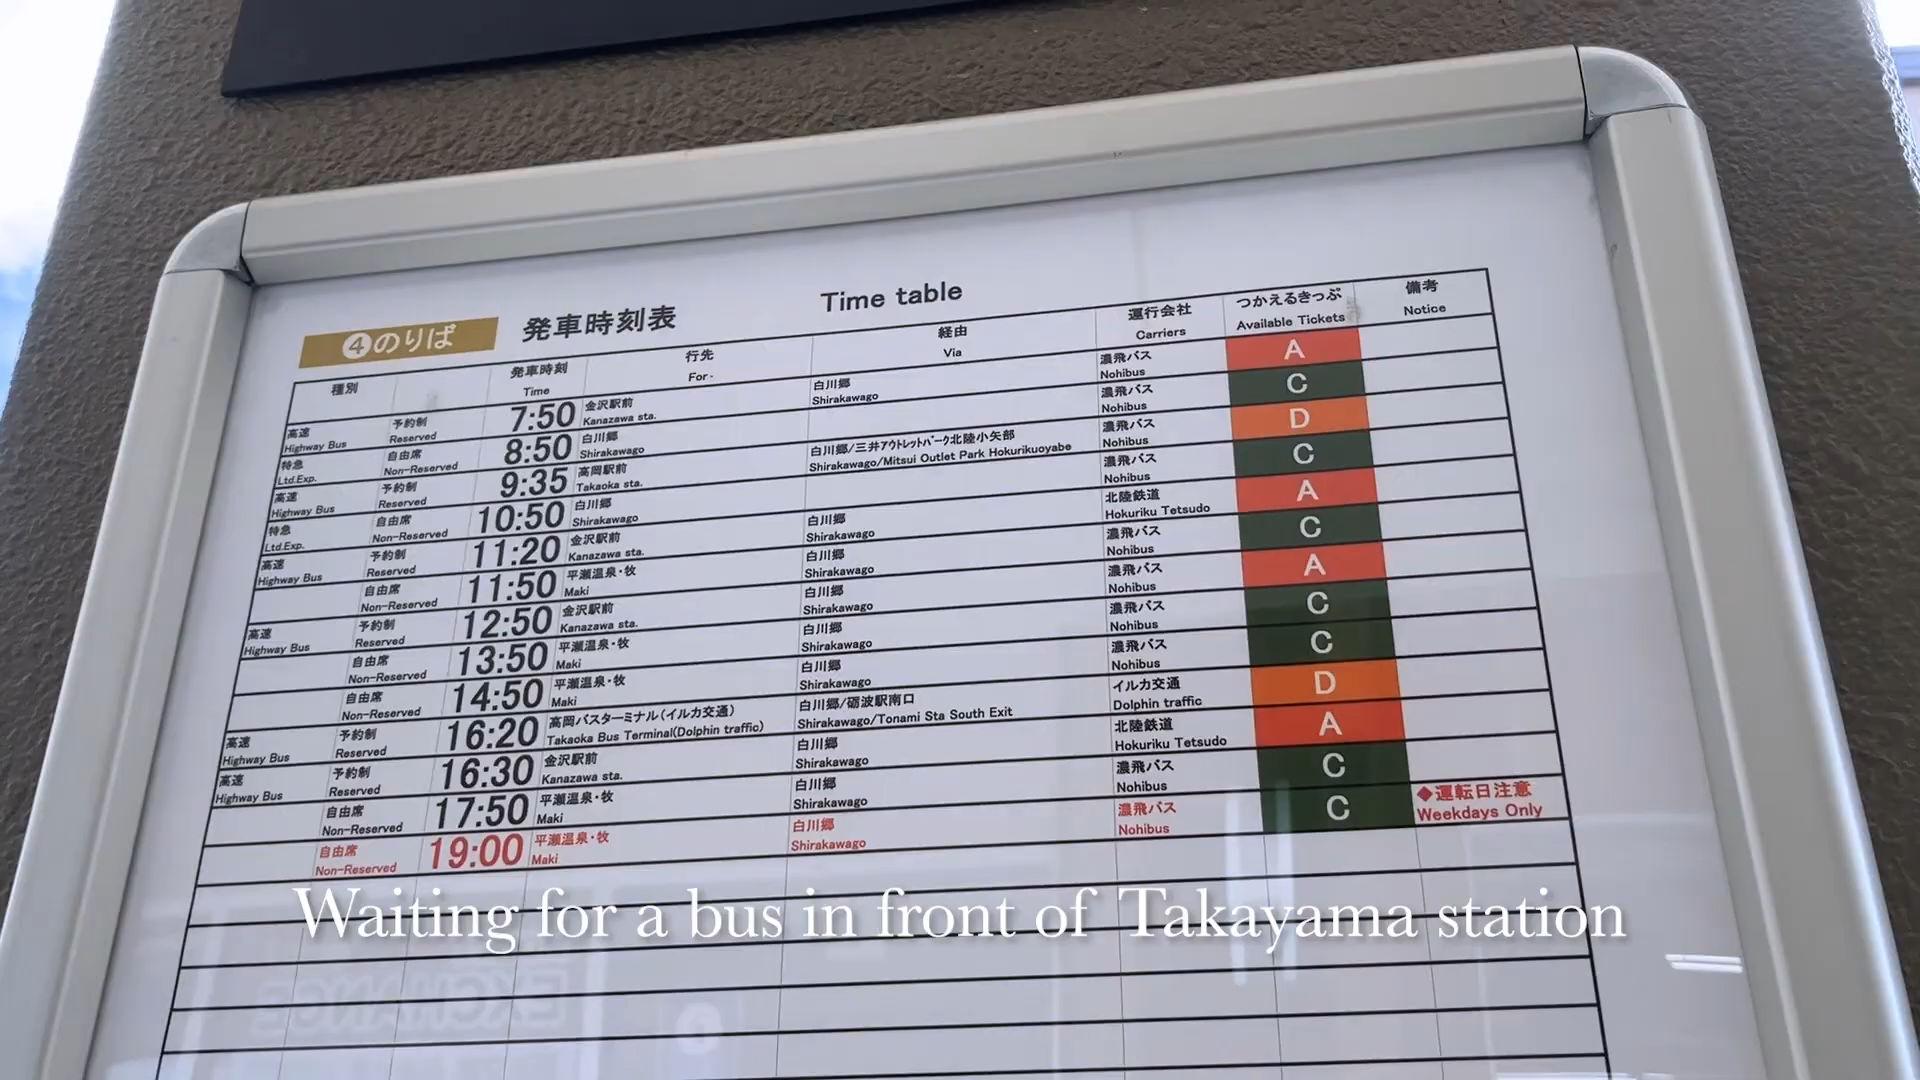 ❹のりば 発車時刻表 Time table
種別 発車時刻 行先 経由 運行会社 つかえるきっぷ 備考
Time For Via Carriers Available Tickets Notice
高速 予約制 7:50 金沢駅前 白川郷 濃飛バス A
Highway Bus Reserved Kanazawa sta. Shirakawago Nohibus
特急 自由席 8:50 白川郷 濃飛バス C
Ltd.Exp. Non-Reserved Shirakawago Nohibus
高速 予約制 9:35 高岡駅前 白川郷/三井アウトレットパーク北陸小矢部 濃飛バス D
Highway Bus Reserved Takaoka sta. Shirakawago/Mitsui Outlet Park Hokurikuoyabe Nohibus
特急 自由席 10:50 白川郷 濃飛バス C
Ltd.Exp. Non-Reserved Shirakawago Nohibus
高速 予約制 11:20 金沢駅前 白川郷 北陸鉄道 A
Highway Bus Reserved Kanazawa sta. Shirakawago Hokuriku Tetsudo
自由席 11:50 平瀬温泉・牧 白川郷 濃飛バス C
Non-Reserved Maki Shirakawago Nohibus
高速 予約制 12:50 金沢駅前 白川郷 濃飛バス A
Highway Bus Reserved Kanazawa sta. Shirakawago Nohibus
自由席 13:50 平瀬温泉・牧 白川郷 濃飛バス C
Non-Reserved Maki Shirakawago Nohibus
自由席 14:50 平瀬温泉・牧 白川郷 濃飛バス C
Non-Reserved Maki Shirakawago Nohibus
高速 予約制 16:20 高岡バスターミナル(イルカ交通) 白川郷/砺波駅南口 イルカ交通 D
Highway Bus Reserved Takaoka Bus Terminal(Dolphin traffic) Shirakawago/Tonami Sta South Exit Dolphin traffic
高速 予約制 16:30 金沢駅前 白川郷 北陸鉄道 A
Highway Bus Reserved Kanazawa sta. Shirakawago Hokuriku Tetsudo
自由席 17:50 平瀬温泉・牧 白川郷 濃飛バス C
Non-Reserved Maki Shirakawago Nohibus
自由席 19:00 平瀬温泉・牧 白川郷 濃飛バス C ◆運転日注意
Non-Reserved Maki Shirakawago Nohibus Weekdays Only
Waiting for a bus in front of Takayama station